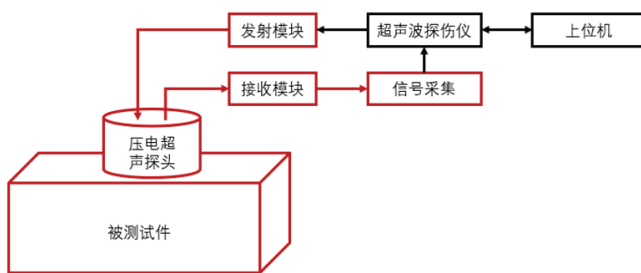 发射模块
超声波探伤仪
上位机
接收模块
信号采集
压电超
声探头
被测试件